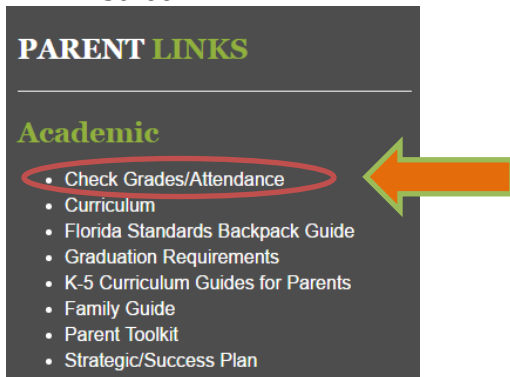 PARENT LINKS
Academic
• Check Grades/Attendance
• Curriculum
• Florida Standards Backpack Guide
• Graduation Requirements
• K-5 Curriculum Guides for Parents
• Family Guide
• Parent Toolkit
• Strategic/Success Plan